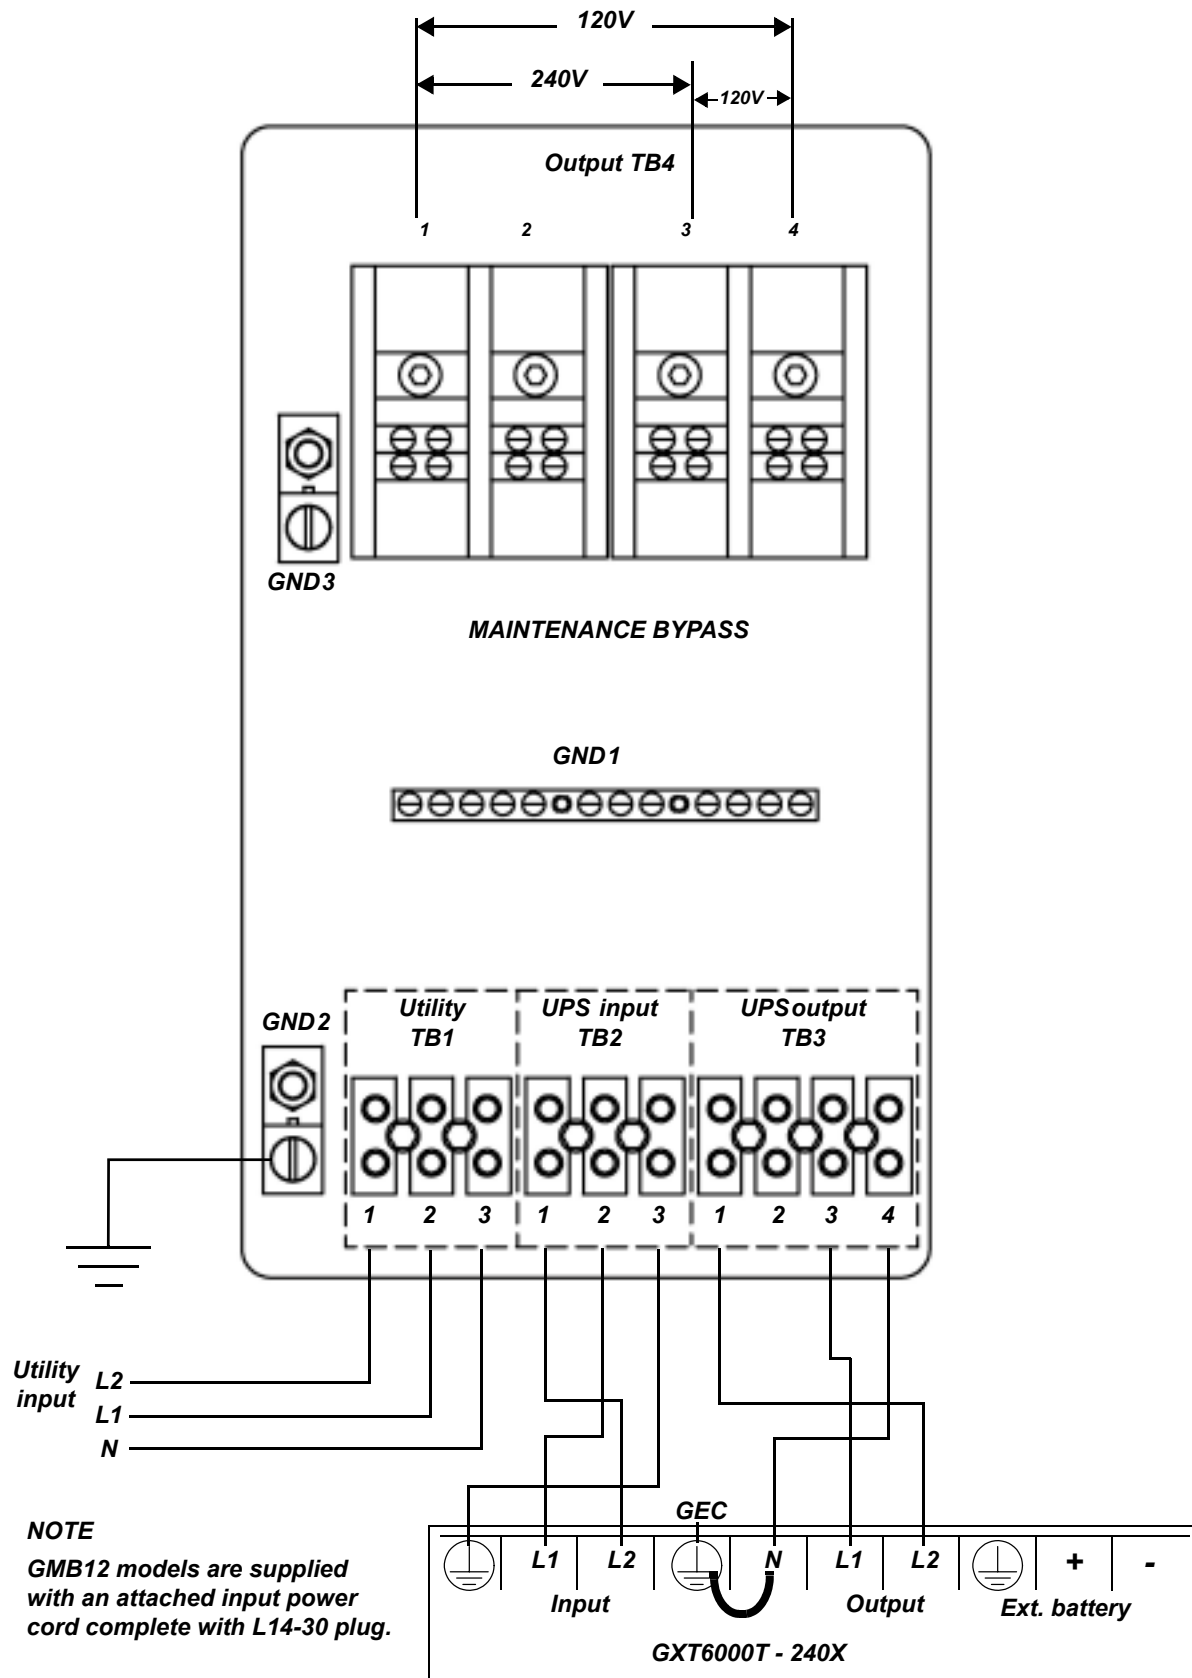 120V
240V
120V
Output TB4
1 2 3 4
GND3
MAINTENANCE BYPASS
GND1
GND2
Utility
TB1
UPS input
TB2
UPS output
TB3
1 2 3 1 2 3 1 2 3 4
Utility
input
L2
L1
N
NOTE
GMB12 models are supplied
with an attached input power
cord complete with L14-30 plug.
GEC
L1 L2 N L1 L2 + -
Input
Output
Ext. battery
GXT6000T - 240X